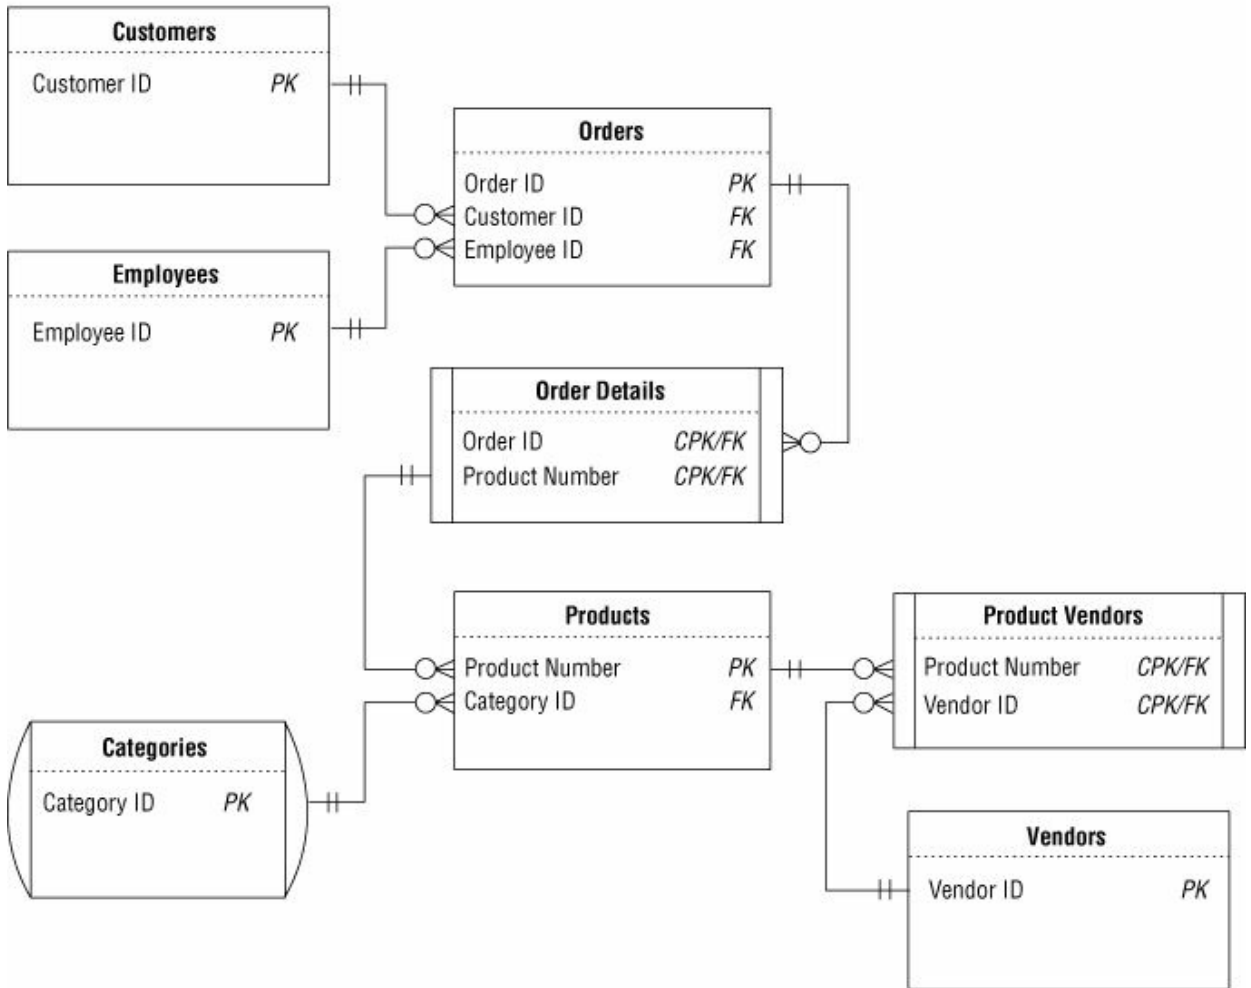 Customers
Customer ID PK
Orders
Order ID PK
Customer ID FK
Employee ID FK
Employees
Employee ID PK
Order Details
Order ID CPK/FK
Product Number CPK/FK
Products
Product Number PK
Category ID FK
Product Vendors
Product Number CPK/FK
Vendor ID CPK/FK
Categories
Category ID PK
Vendors
Vendor ID PK